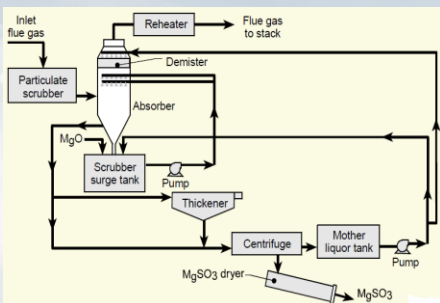 Inlet
flue gas
Reheater
Flue gas
to stack
Demister
Particulate
scrubber
Absorber
MgO
Scrubber
surge tank
Pump
Thickener
Centrifuge
Mother
liquor tank
Pump
MgSO3 dryer
MgSO3